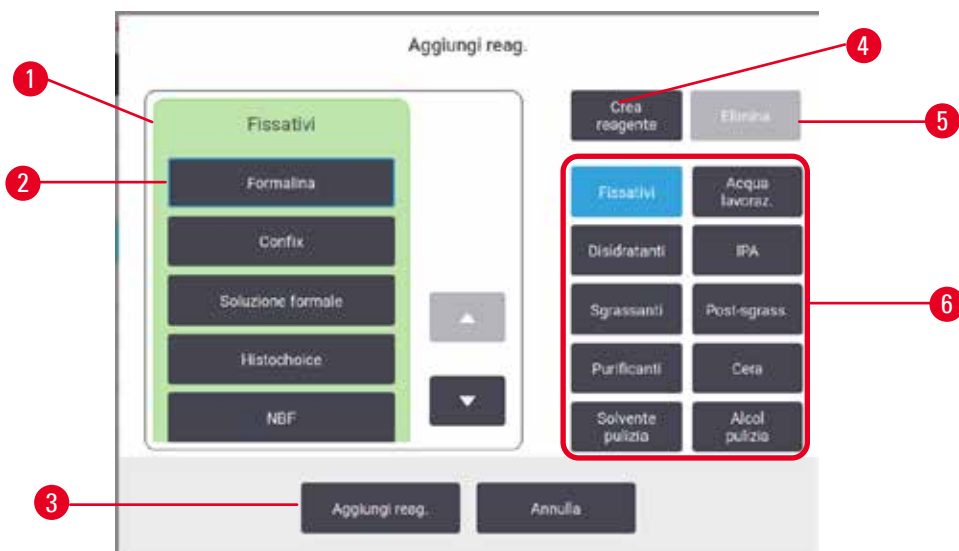 Aggiungi reag.
4
1
Crea
reagente
Elimina
5
Fissativi
2
Formalina
Fissativi
Acqua
lavoraz.
Confix
Disidratanti
IPA
Soluzione formale
Sgrassanti
Post-sgrass.
6
Histochoice
Purificanti
Cera
NBF
Solvente
pulizia
Alcol
pulizia
3
Aggiungi reag.
Annulla